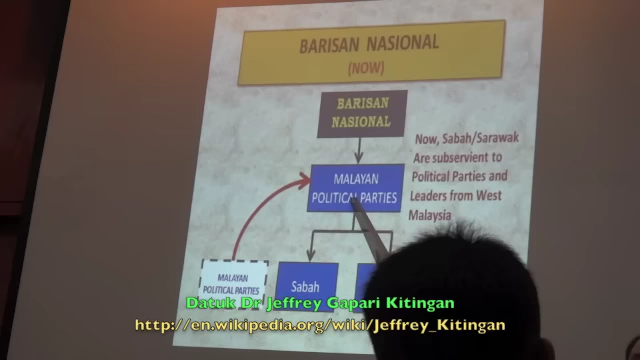 BARISAN NASIONAL
(NOW)
BARISAN
NASIONAL
Now, Sabah/Sarawak
Are subservient to
Political Parties and
Leaders from West
Malaysia
MALAYAN
POLITICAL PARTIES
MALAYAN
POLITICAL PARTIES
Sabah
Datuk Dr Jeffrey Gapari Kitingan
http://en.wikipedia.org/wiki/Jeffrey_Kitingan